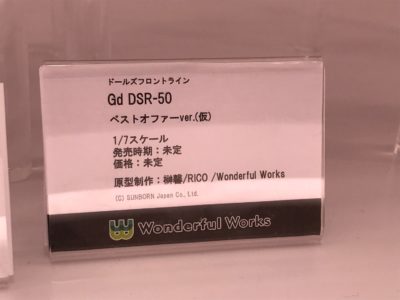 ドールズフロントライン
Gd DSR-50
ベストオファーver.(仮)
1/7スケール
発売時期：未定
価格：未定
原型制作：榊馨/RICO /Wonderful Works
(C) SUNBORN Japan Co., Ltd.
Wonderful Works